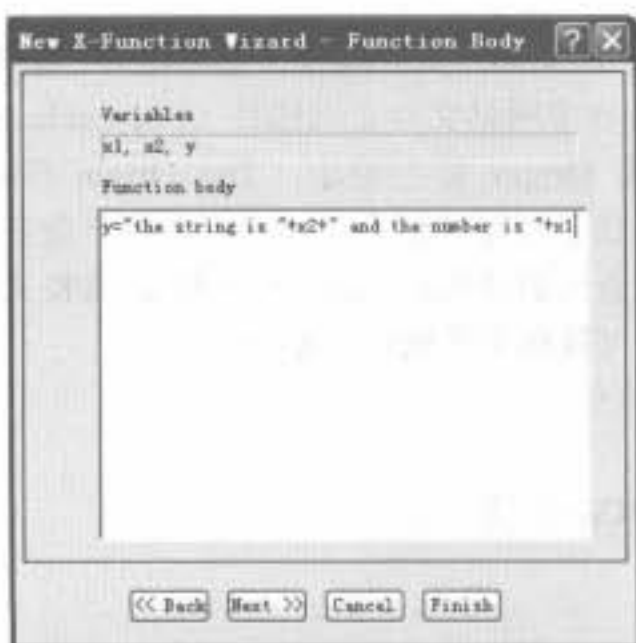 New X-Function Wizard - Function Body
Variables
x1, x2, y
Function body
y="the string is "+x2+" and the number is "+x1
<< Back Next >> Cancel Finish